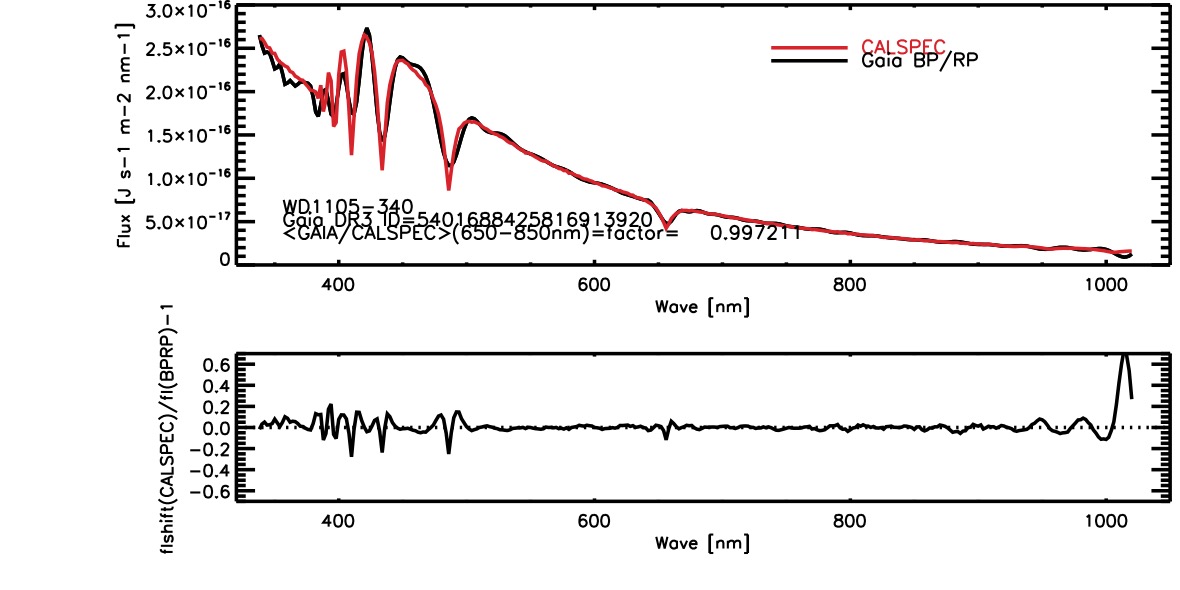 3.0×10−16
2.5×10−16
2.0×10−16
1.5×10−16
1.0×10−16
5.0×10−17
0
Flux [J s−1 m−2 nm−1]
CALSPEC
Gaia BP/RP
WD1105−340
Gaia DR3 ID=5401688425816913920
<GAIA/CALSPEC>(650−850nm)=factor= 0.997211
400 600 800 1000
Wave [nm]
flshift(CALSPEC)/fl(BPRP)−1
0.6
0.4
0.2
0.0
−0.2
−0.4
−0.6
400 600 800 1000
Wave [nm]